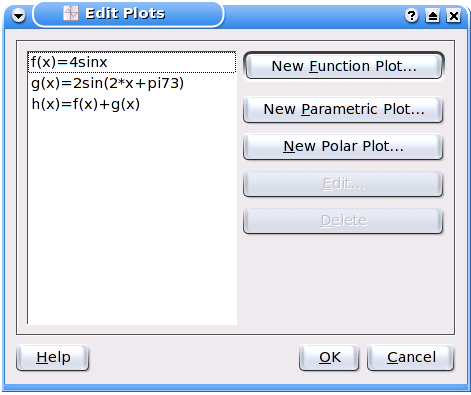 Edit Plots
f(x)=4sinx
g(x)=2sin(2*x+pi73)
h(x)=f(x)+g(x)
New Function Plot...
New Parametric Plot...
New Polar Plot...
Edit...
Delete
Help
OK
Cancel